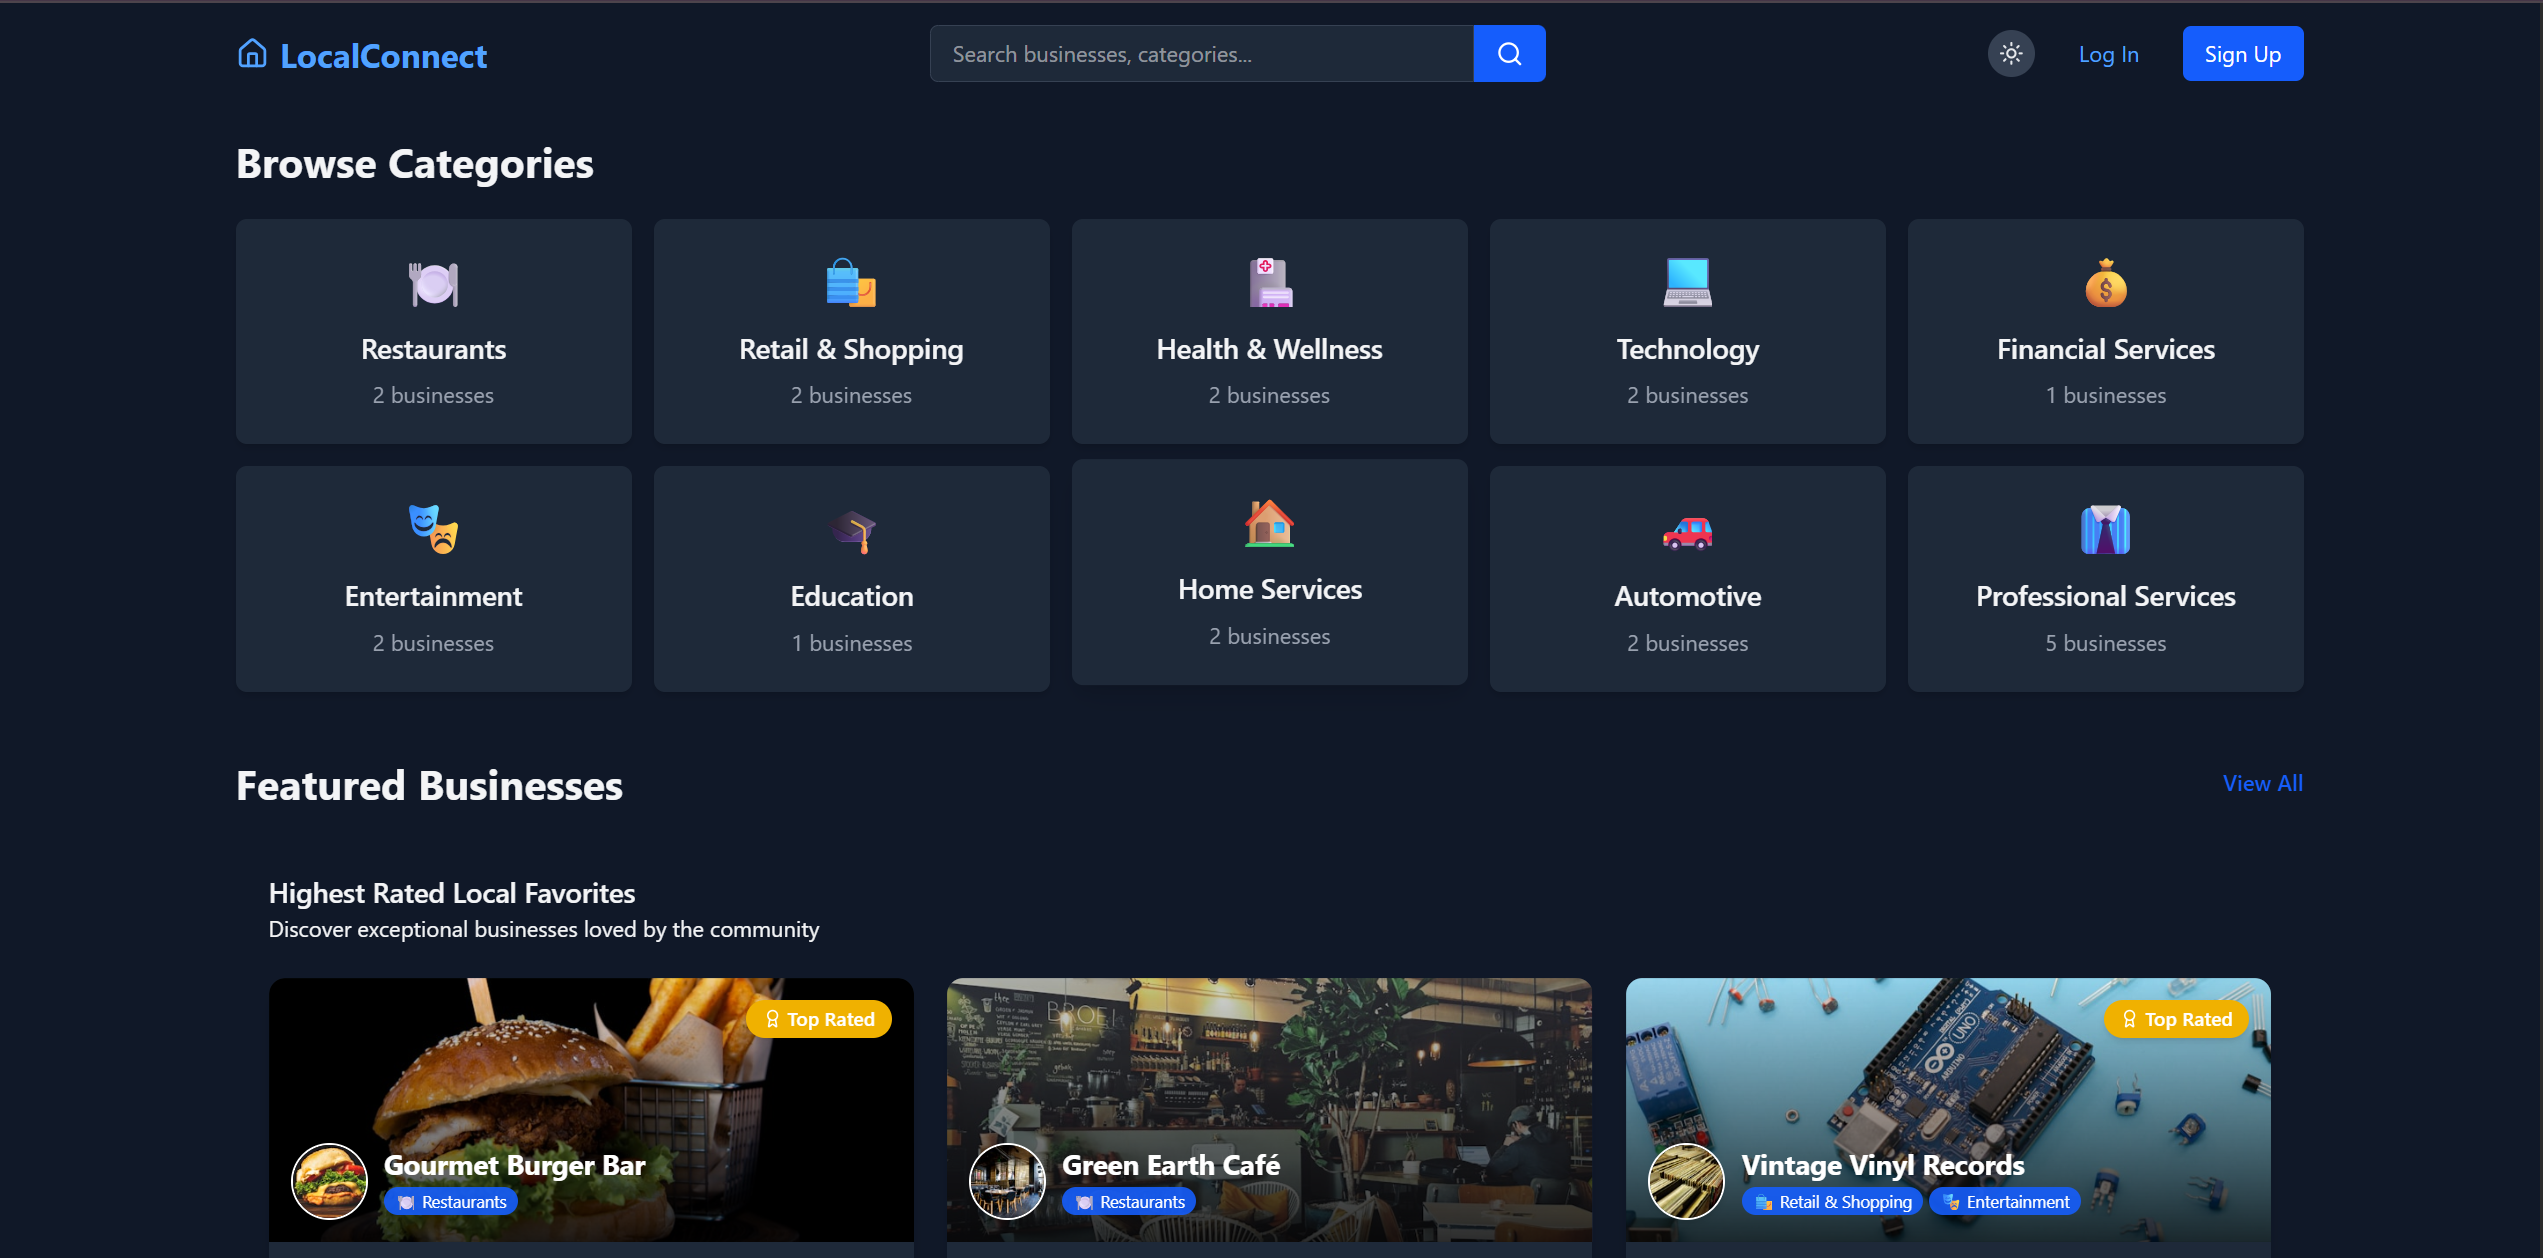 LocalConnect
Search businesses, categories...
Log In
Sign Up
Browse Categories
Restaurants
2 businesses
Retail & Shopping
2 businesses
Health & Wellness
2 businesses
Technology
2 businesses
Financial Services
1 businesses
Entertainment
2 businesses
Education
1 businesses
Home Services
2 businesses
Automotive
2 businesses
Professional Services
5 businesses
Featured Businesses
View All
Highest Rated Local Favorites
Discover exceptional businesses loved by the community
Top Rated
Gourmet Burger Bar
Restaurants
BROEI
Green Earth Café
Restaurants
Top Rated
UNO
ARDUINO
Vintage Vinyl Records
Retail & Shopping
Entertainment